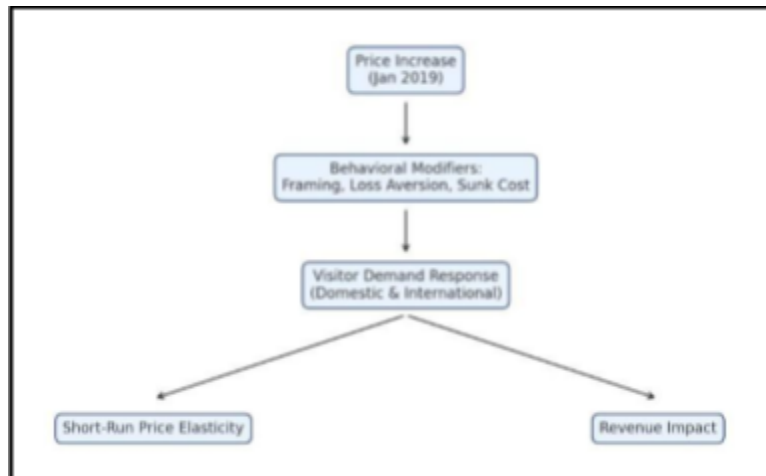 Price Increase
(Jan 2019)
Behavioral Modifiers:
Framing, Loss Aversion, Sunk Cost
Visitor Demand Response
(Domestic & International)
Short-Run Price Elasticity
Revenue Impact